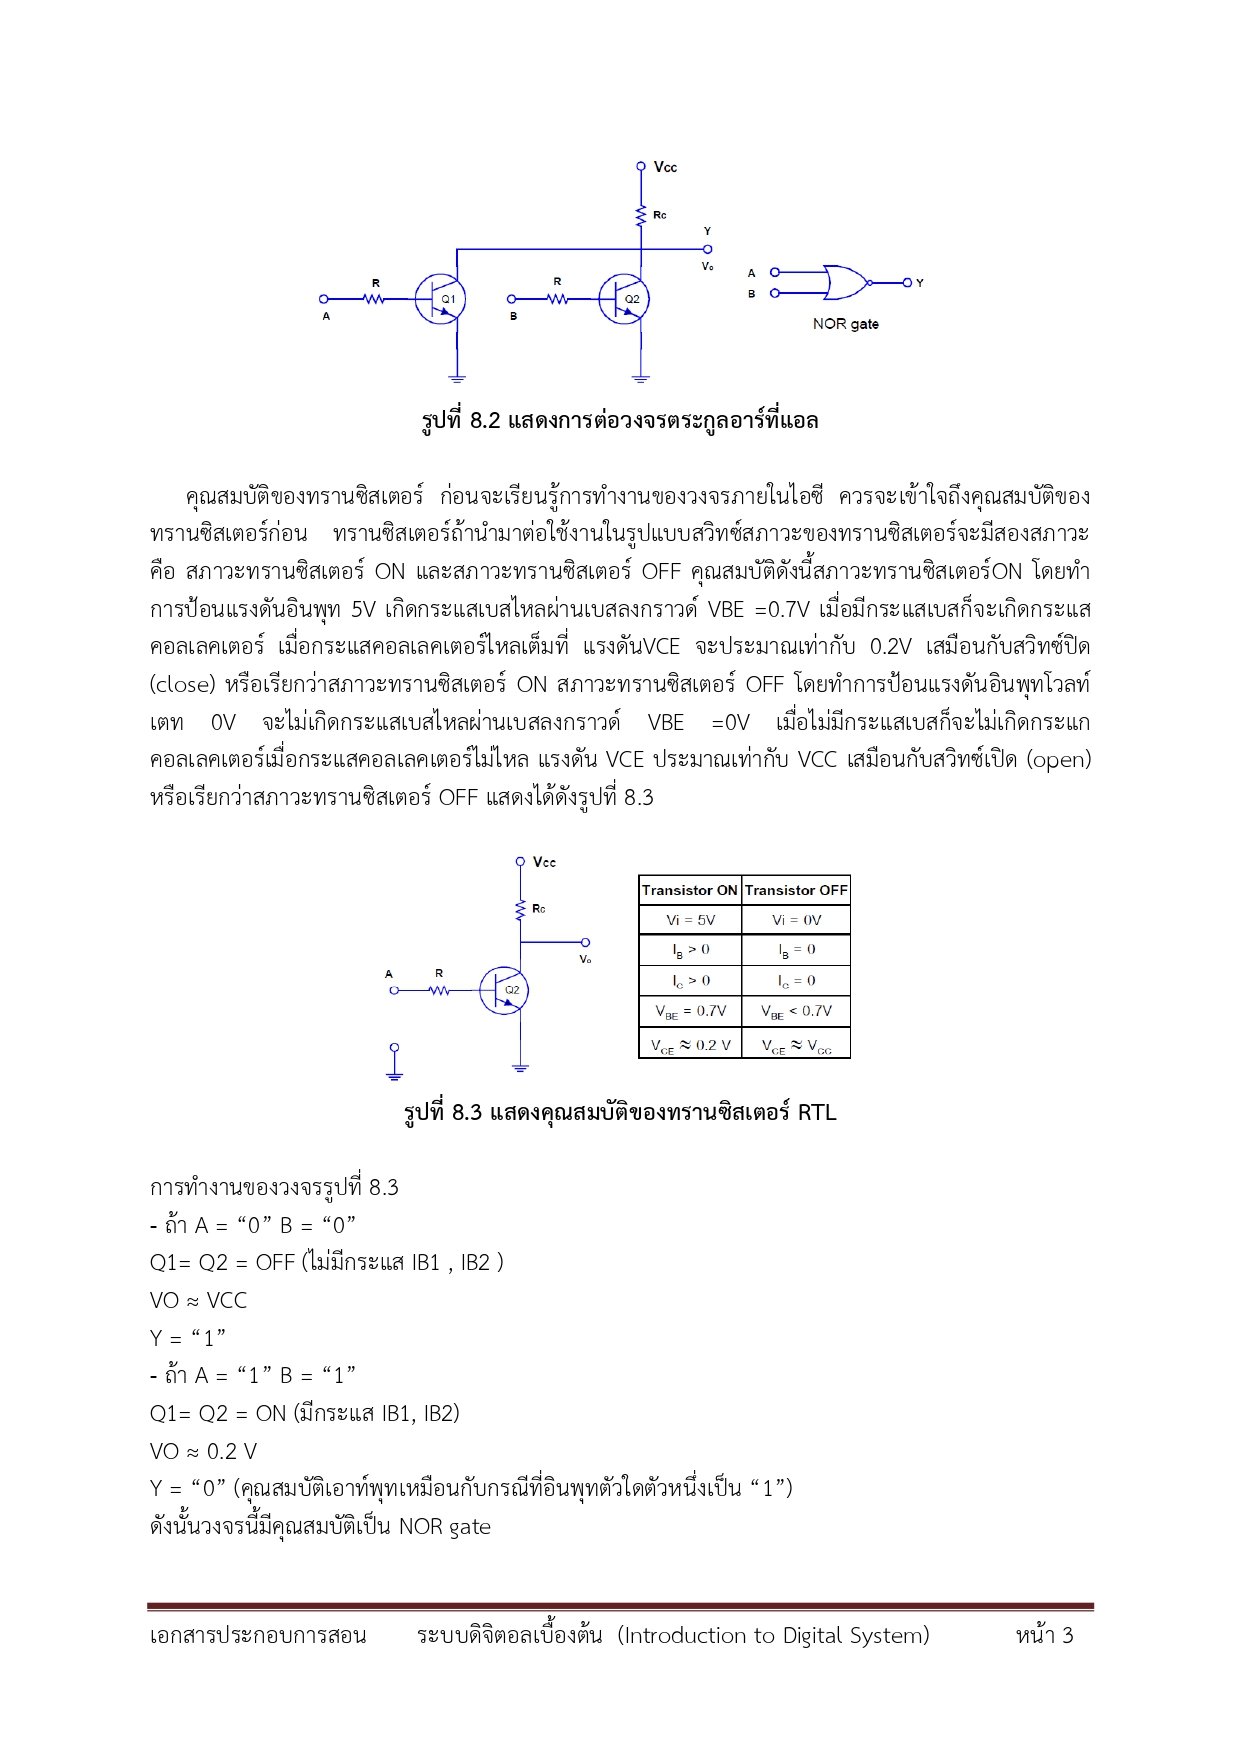 Vcc
Rc
Y
Vo
R
Q1
A
R
Q2
B
A
B
Y
NOR gate
รูปที่ 8.2 แสดงการต่อวงจรตระกูลอาร์ที่แอล
คุณสมบัติของทรานซิสเตอร์ ก่อนจะเรียนรู้การทำงานของวงจรภายในไอซี ควรจะเข้าใจถึงคุณสมบัติของ
ทรานซิสเตอร์ก่อน ทรานซิสเตอร์ถ้านำมาต่อใช้งานในรูปแบบสวิทซ์สภาวะของทรานซิสเตอร์จะมีสองสภาวะ
คือ สภาวะทรานซิสเตอร์ ON และสภาวะทรานซิสเตอร์ OFF คุณสมบัติดังนี้สภาวะทรานซิสเตอร์ON โดยทำ
การป้อนแรงดันอินพุท 5V เกิดกระแสเบสไหลผ่านเบสลงกราวด์ VBE =0.7V เมื่อมีกระแสเบสก็จะเกิดกระแส
คอลเลคเตอร์ เมื่อกระแสคอลเลคเตอร์ไหลเต็มที่ แรงดันVCE จะประมาณเท่ากับ 0.2V เสมือนกับสวิทซ์ปิด
(close) หรือเรียกว่าสภาวะทรานซิสเตอร์ ON สภาวะทรานซิสเตอร์ OFF โดยทำการป้อนแรงดันอินพุทโวลท์
เตท 0V จะไม่เกิดกระแสเบสไหลผ่านเบสลงกราวด์ VBE =0V เมื่อไม่มีกระแสเบสก็จะไม่เกิดกระแก
คอลเลคเตอร์เมื่อกระแสคอลเลคเตอร์ไม่ไหล แรงดัน VCE ประมาณเท่ากับ VCC เสมือนกับสวิทซ์เปิด (open)
หรือเรียกว่าสภาวะทรานซิสเตอร์ OFF แสดงได้ดังรูปที่ 8.3
Vcc
Rc
Vo
A
R
Q2
Transistor ON Transistor OFF
Vi = 5V Vi = 0V
IB > 0 IB = 0
IC > 0 IC = 0
VBE = 0.7V VBE < 0.7V
VCE ≈ 0.2 V VCE ≈ VCC
รูปที่ 8.3 แสดงคุณสมบัติของทรานซิสเตอร์ RTL
การทำงานของวงจรรูปที่ 8.3
- ถ้า A = “0” B = “0”
Q1= Q2 = OFF (ไม่มีกระแส IB1 , IB2 )
VO ≈ VCC
Y = “1”
- ถ้า A = “1” B = “1”
Q1= Q2 = ON (มีกระแส IB1, IB2)
VO ≈ 0.2 V
Y = “0” (คุณสมบัติเอาท์พุทเหมือนกับกรณีที่อินพุทตัวใดตัวหนึ่งเป็น “1”)
ดังนั้นวงจรนี้มีคุณสมบัติเป็น NOR gate
เอกสารประกอบการสอน ระบบดิจิตอลเบื้องต้น (Introduction to Digital System) หน้า 3